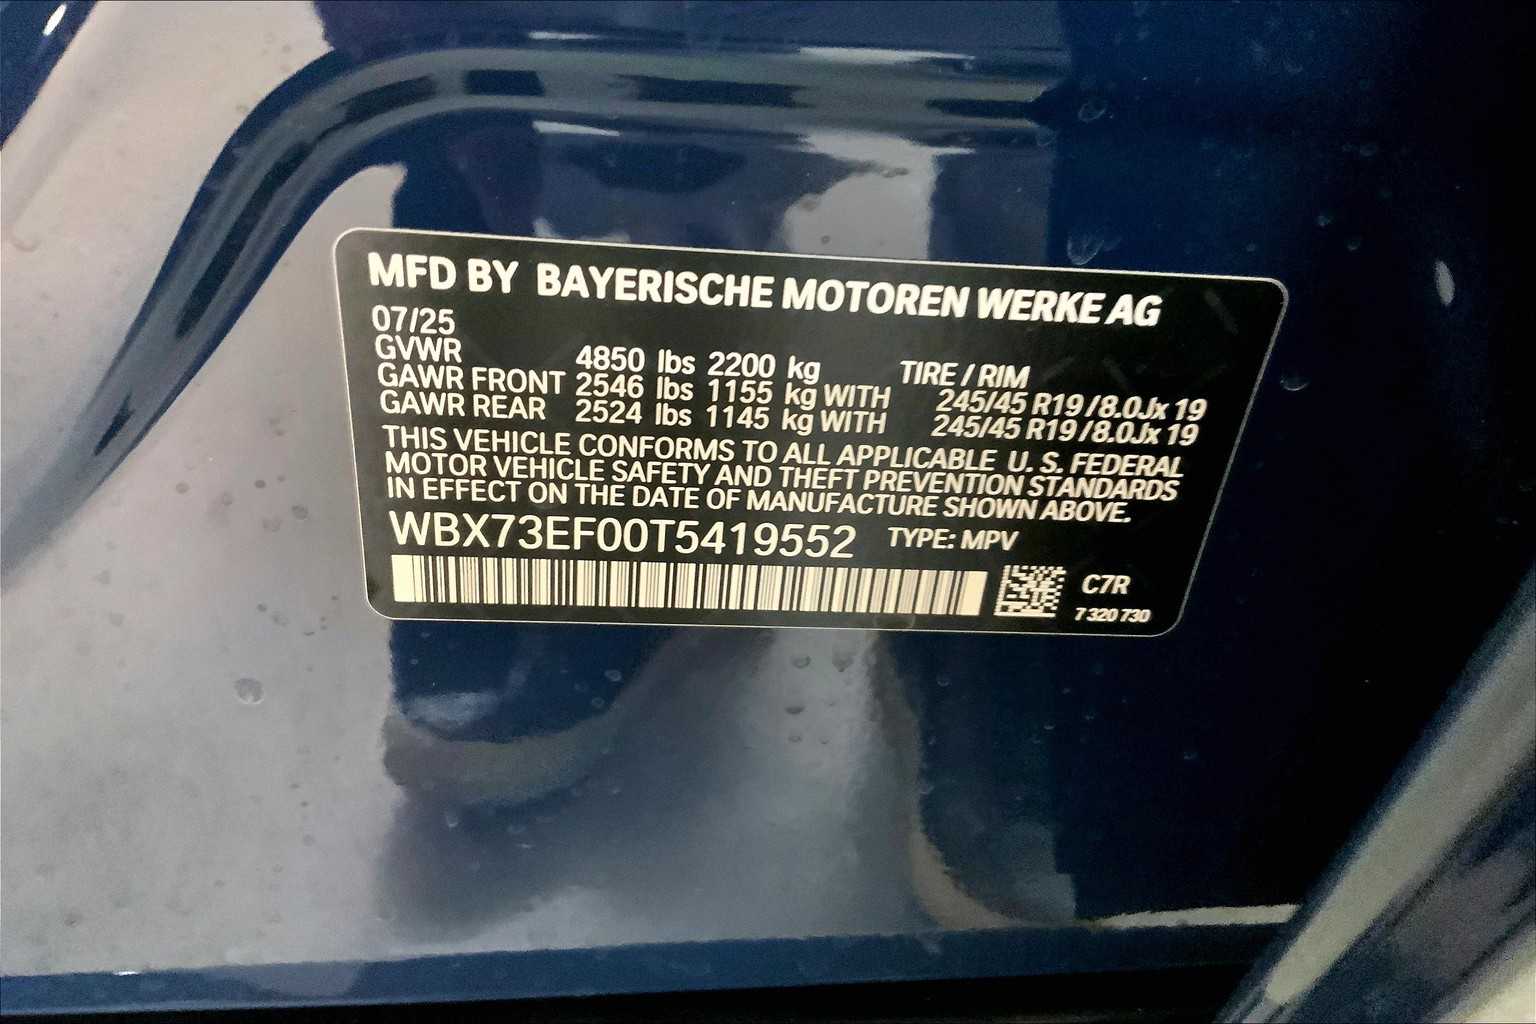 MFD BY BAYERISCHE MOTOREN WERKE AG
07/25
GVWR 4850 lbs 2200 kg TIRE / RIM
GAWR FRONT 2546 lbs 1155 kg WITH 245/45 R19 / 8.0Jx 19
GAWR REAR 2524 lbs 1145 kg WITH 245/45 R19 / 8.0Jx 19
THIS VEHICLE CONFORMS TO ALL APPLICABLE U. S. FEDERAL
MOTOR VEHICLE SAFETY AND THEFT PREVENTION STANDARDS
IN EFFECT ON THE DATE OF MANUFACTURE SHOWN ABOVE.
WBX73EF00T5419552 TYPE: MPV
C7R
7 320 730